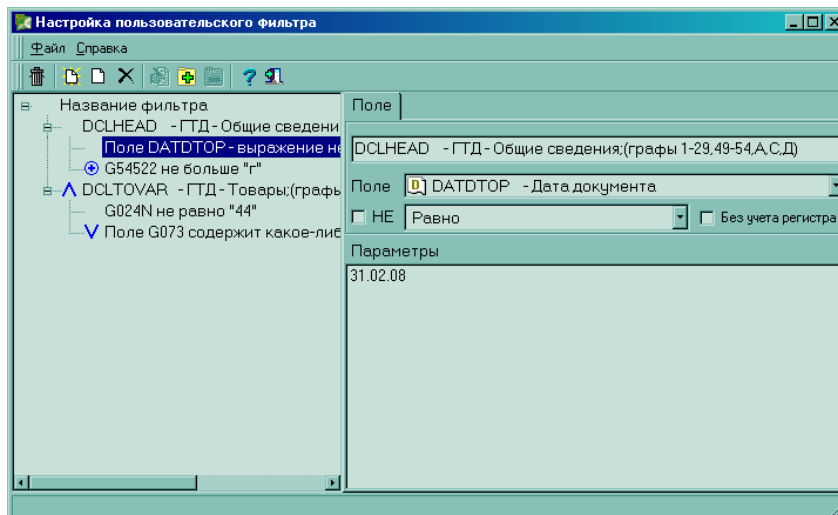 Настройка пользовательского фильтра
Файл Справка
Название фильтра
DCLHEAD - ГТД - Общие сведени
Поле DATDTOP - выражение не
G54522 не больше "г"
DCLTOVAR - ГТД - Товары;(графь
G024N не равно "44"
Поле G073 содержит какое-либ
Поле
DCLHEAD - ГТД - Общие сведения;(графы 1-29,49-54,А,С,Д)
Поле D DATDTOP - Дата документа
НЕ Равно Без учета регистра
Параметры
31.02.08